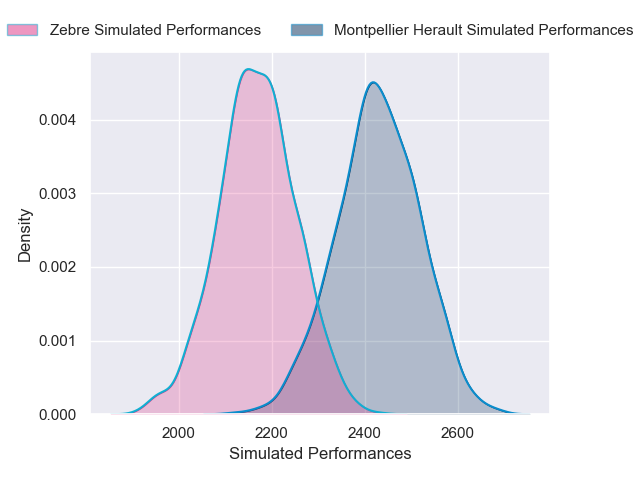 Zebre Simulated Performances
Montpellier Herault Simulated Performances
0.004
0.003
0.002
0.001
0.000
Density
2000
2200
2400
2600
Simulated Performances